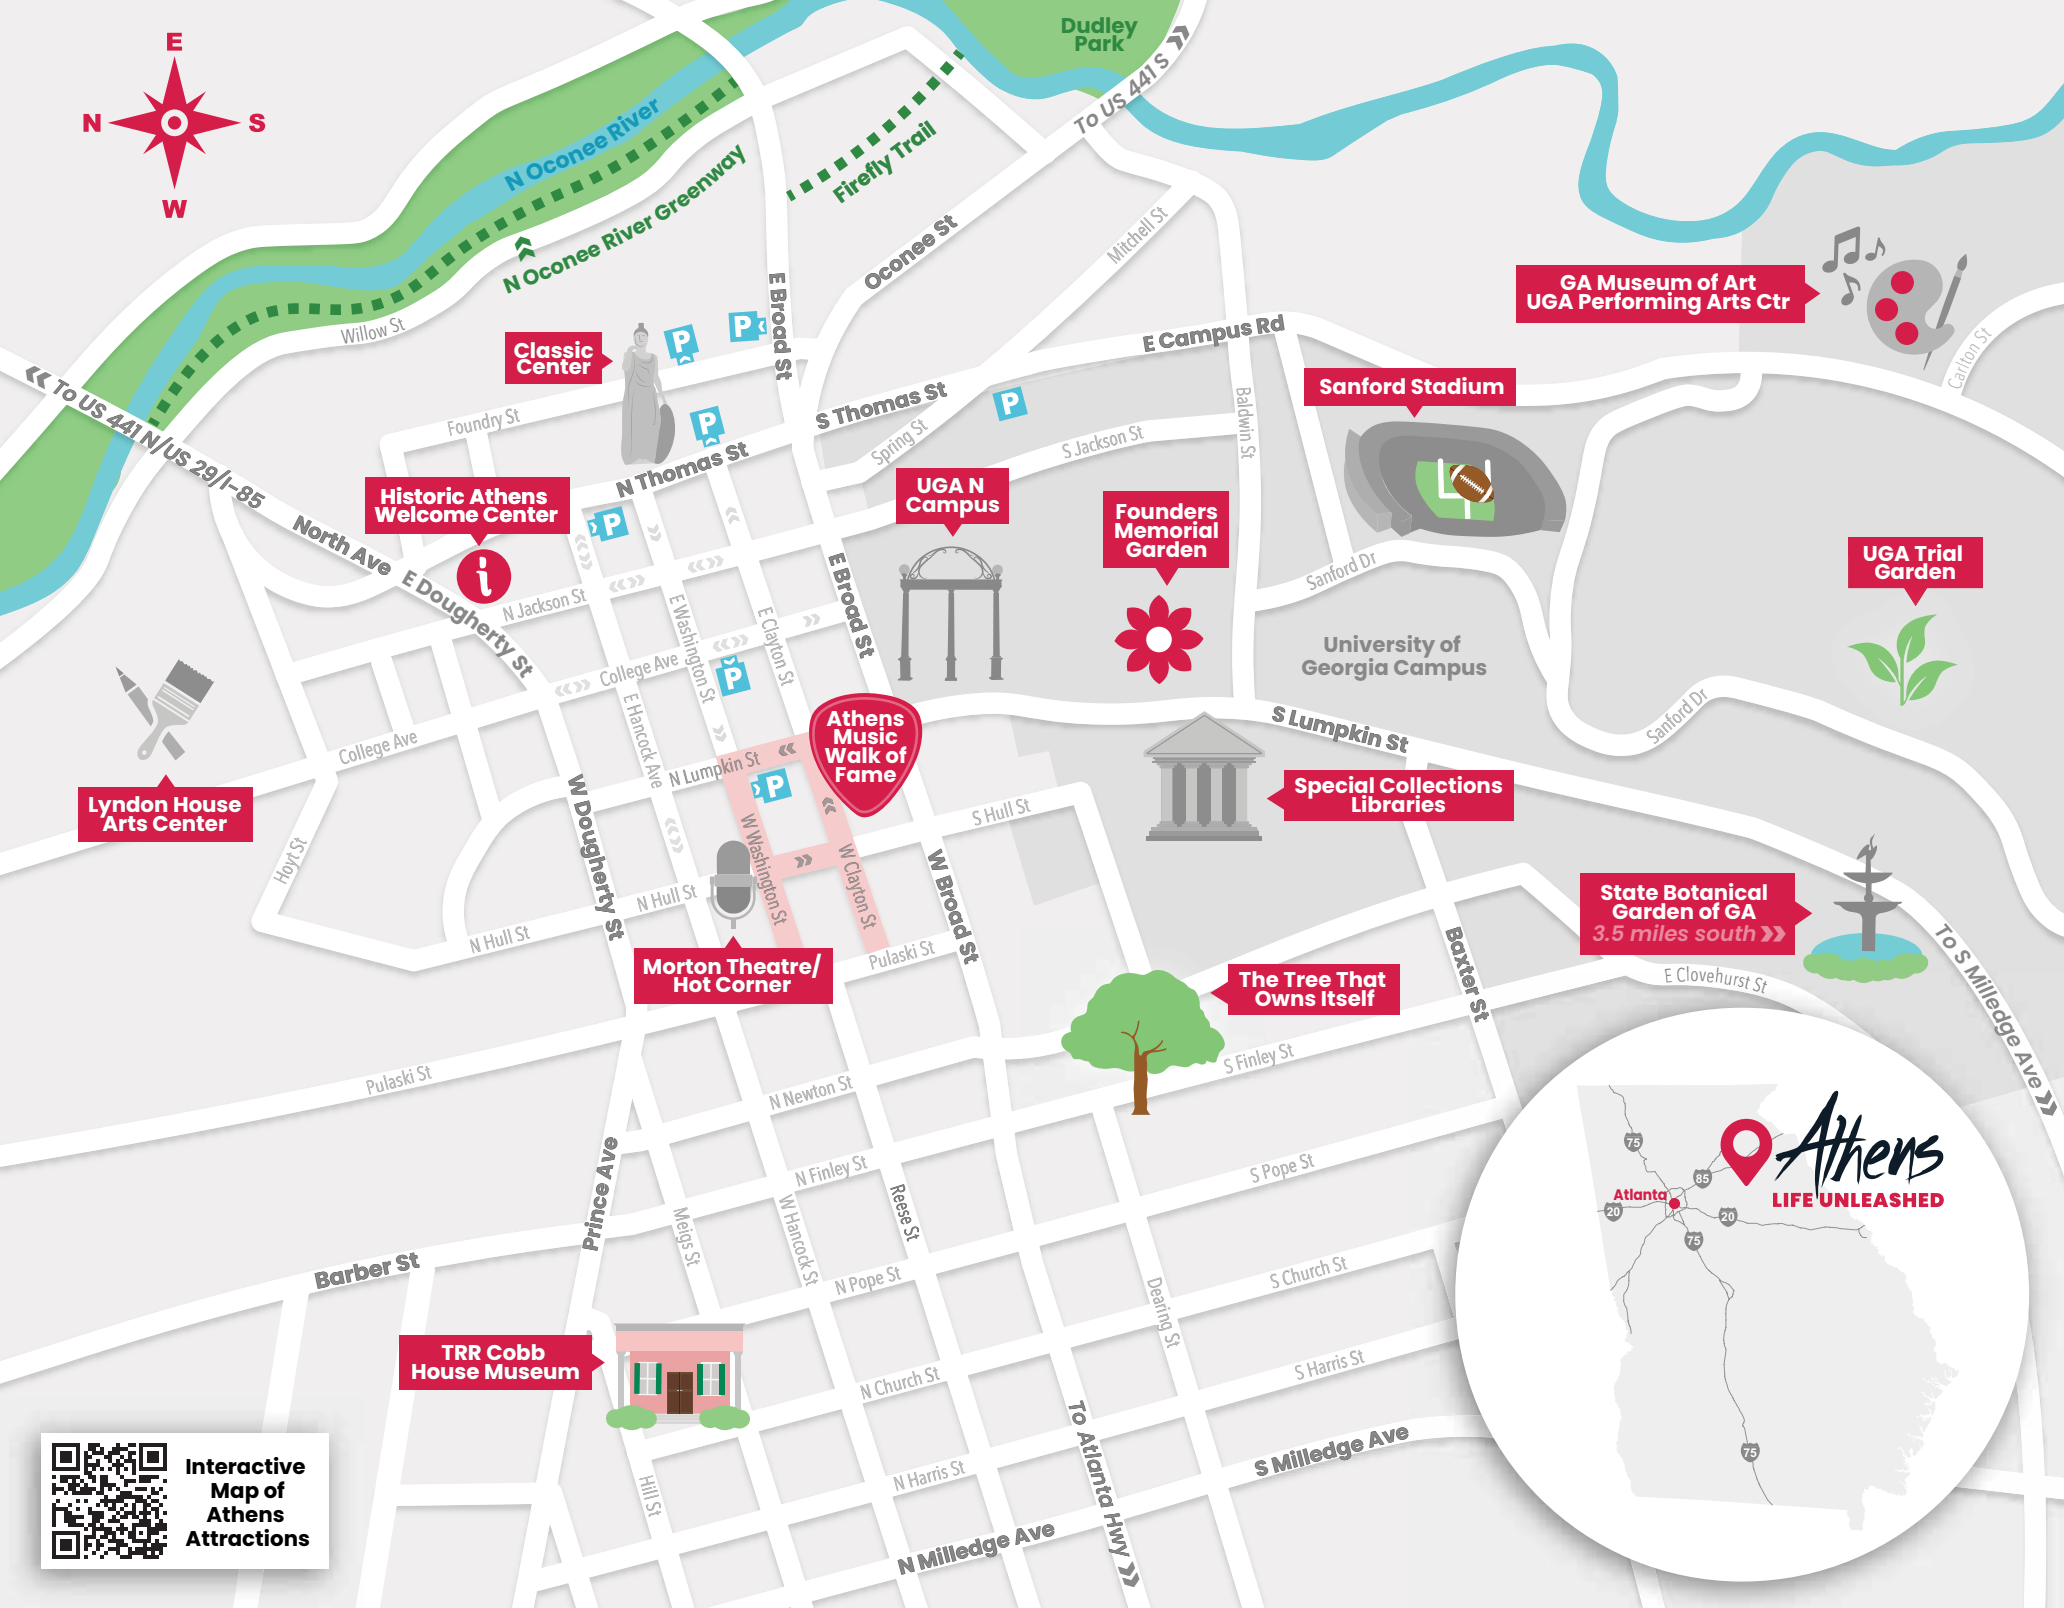 E
N
S
W
Dudley
Park
To US 441 S
N Oconee River
N Oconee River Greenway
Firefly Trail
Oconee St
Mitchell St
E Broad St
Willow St
Classic
Center
P
P
P
P
P
P
P
E Campus Rd
GA Museum of Art
UGA Performing Arts Ctr
Carlton St
To US 441 N/US 29/I-85
Foundry St
S Thomas St
Spring St
S Jackson St
Baldwin St
Sanford Stadium
N Thomas St
Historic Athens
Welcome Center
i
North Ave
E Dougherty St
UGA N
Campus
Founders
Memorial
Garden
Sanford Dr
UGA Trial
Garden
N Jackson St
E Washington St
E Clayton St
E Broad St
College Ave
E Hancock Ave
University of
Georgia Campus
Lyndon House
Arts Center
College Ave
Hoyt St
N Lumpkin St
P
Athens
Music
Walk of
Fame
S Lumpkin St
Sanford Dr
Special Collections
Libraries
W Dougherty St
W Washington St
W Clayton St
W Broad St
S Hull St
N Hull St
N Hull St
Morton Theatre/
Hot Corner
Pulaski St
State Botanical
Garden of GA
3.5 miles south
Baxter St
The Tree That
Owns Itself
E Clovehurst St
To S Milledge Ave
Pulaski St
N Newton St
S Finley St
Prince Ave
N Finley St
S Pope St
Meigs St
W Hancock St
Reese St
Barber St
N Pope St
S Church St
Dearing St
TRR Cobb
House Museum
N Church St
S Harris St
To Atlanta Hwy
S Milledge Ave
N Harris St
Hill St
N Milledge Ave
Interactive
Map of
Athens
Attractions
75
85
Atlanta
20
20
75
75
Athens
LIFE UNLEASHED